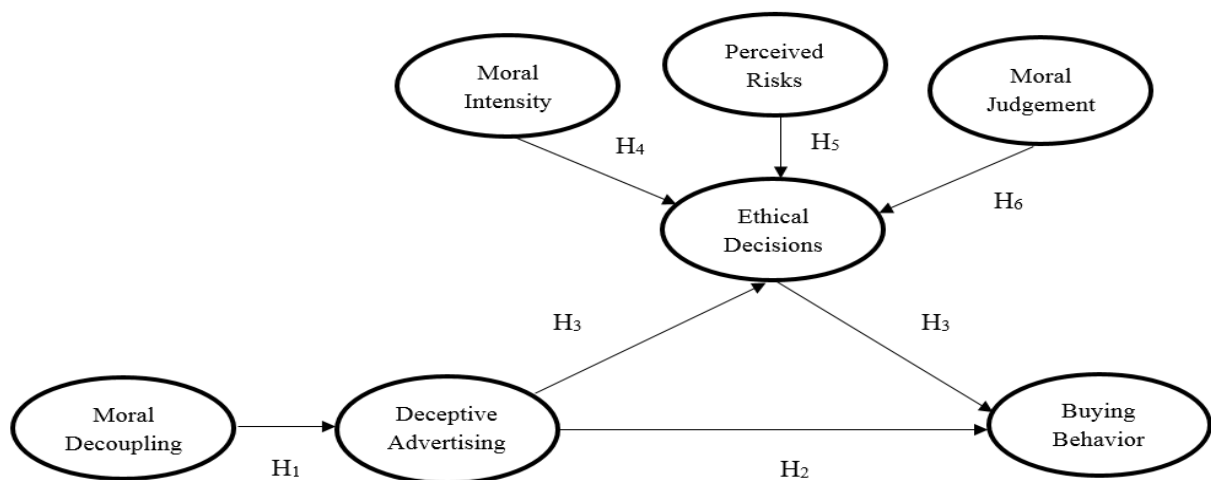 Moral
Intensity
Perceived
Risks
Moral
Judgement
H₄
H₅
H₆
Ethical
Decisions
H₃
H₃
Moral
Decoupling
Deceptive
Advertising
Buying
Behavior
H₁
H₂